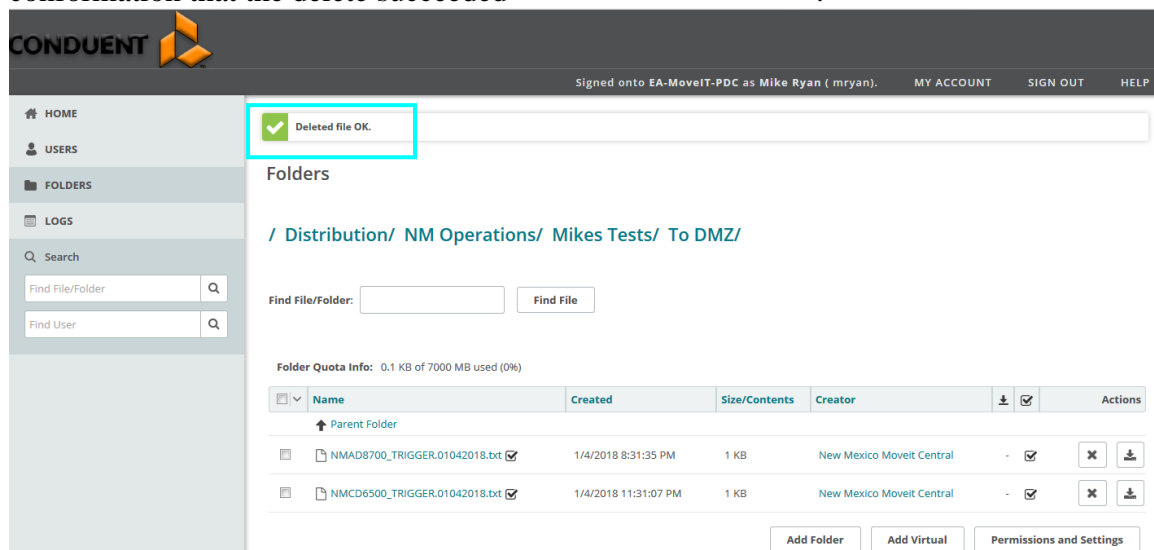 conformation that the delete succeeded
CONDUENT
Signed onto EA-MoveIT-PDC as Mike Ryan ( mryan). MY ACCOUNT SIGN OUT HELP
HOME
USERS
FOLDERS
LOGS
Search
Find File/Folder
Find User
Deleted file OK.
Folders
/ Distribution/ NM Operations/ Mikes Tests/ To DMZ/
Find File/Folder: Find File
Folder Quota Info: 0.1 KB of 7000 MB used (0%)
Name Created Size/Contents Creator Actions
Parent Folder
NMAD8700_TRIGGER.01042018.txt 1/4/2018 8:31:35 PM 1 KB New Mexico Moveit Central -
NMCD6500_TRIGGER.01042018.txt 1/4/2018 11:31:07 PM 1 KB New Mexico Moveit Central -
Add Folder Add Virtual Permissions and Settings